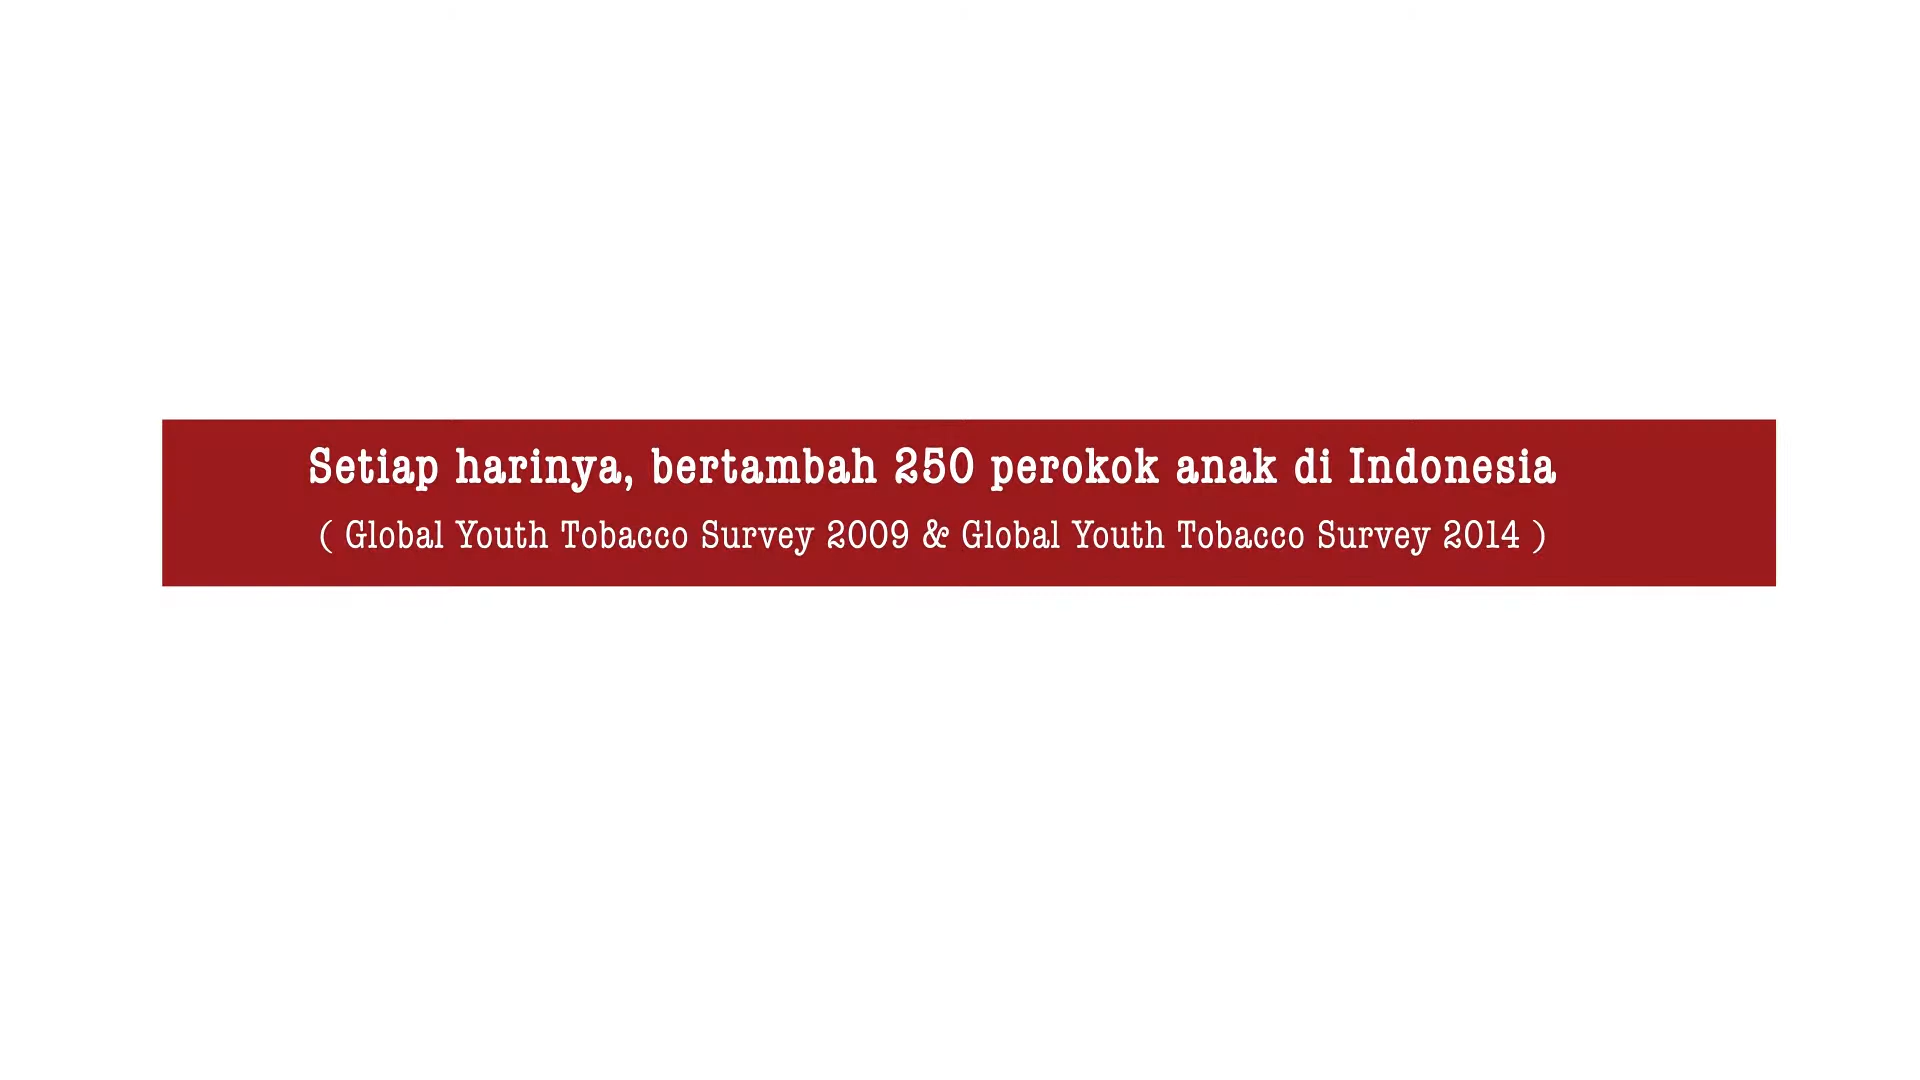 Setiap harinya, bertambah 250 perokok anak di Indonesia
( Global Youth Tobacco Survey 2009 & Global Youth Tobacco Survey 2014 )